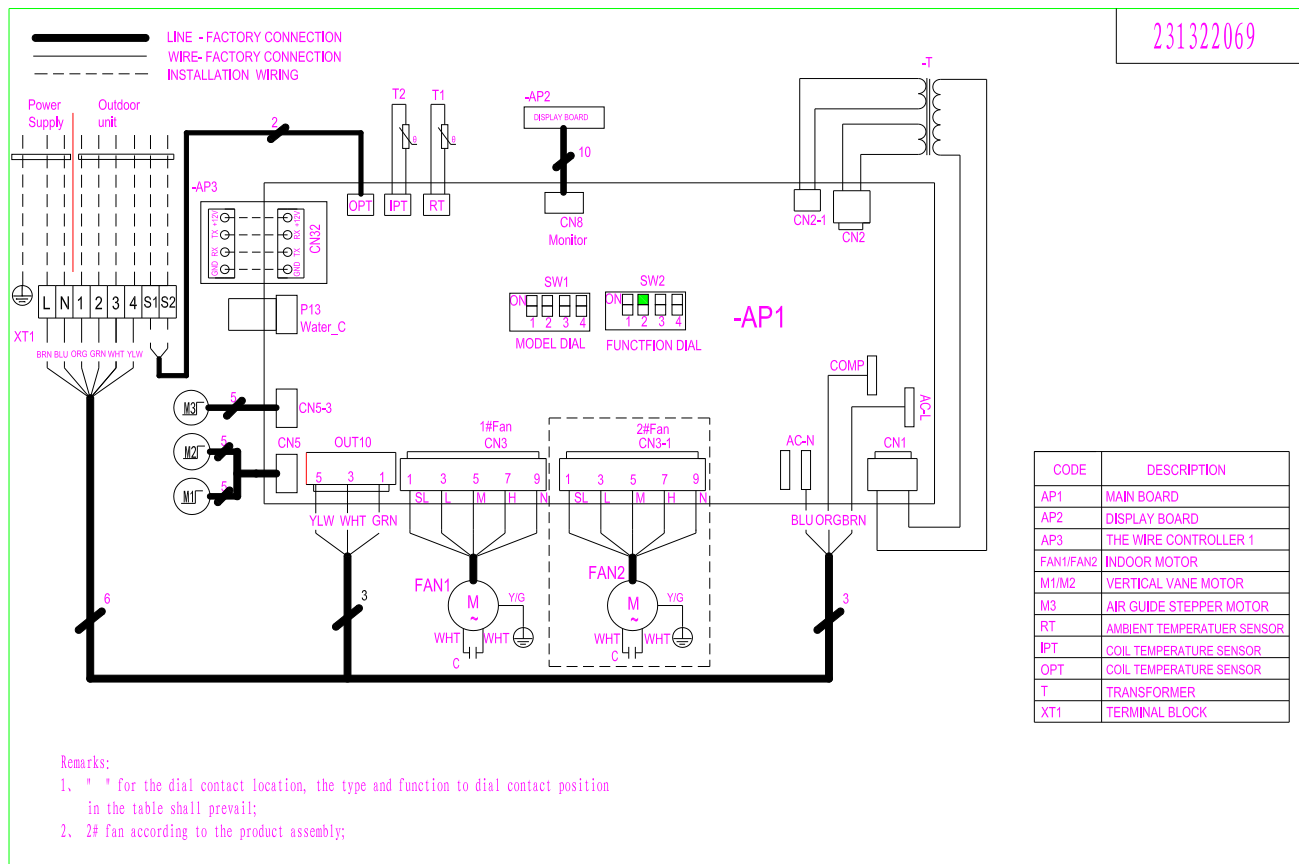 231322069
LINE - FACTORY CONNECTION
WIRE- FACTORY CONNECTION
INSTALLATION WIRING
Power
Supply
Outdoor
unit
2
T2
T1
θ
θ
-AP2
DISPLAY BOARD
10
-T
-AP3
OPT
IPT
RT
CN8
Monitor
CN2-1
CN2
+12V
TX
RX
GND
+12V
RX
TX
GND
CN32
L N 1 2 3 4 S1 S2
XT1
BRN BLU ORG GRN WHT YLW
P13
Water_C
SW1
ON
1 2 3 4
MODEL DIAL
SW2
ON
1 2 3 4
FUNCTFION DIAL
-AP1
COMP
AC-L
M3
5
CN5-3
M2
5
M1
5
CN5
OUT10
5 3 1
YLW WHT GRN
1#Fan
CN3
1 3 5 7 9
SL L M H N
2#Fan
CN3-1
1 3 5 7 9
SL L M H N
AC-N
CN1
BLU ORG BRN
FAN1
M
~
Y/G
WHT WHT
C
FAN2
M
~
Y/G
WHT WHT
C
6
3
3
CODE DESCRIPTION
AP1 MAIN BOARD
AP2 DISPLAY BOARD
AP3 THE WIRE CONTROLLER 1
FAN1/FAN2 INDOOR MOTOR
M1/M2 VERTICAL VANE MOTOR
M3 AIR GUIDE STEPPER MOTOR
RT AMBIENT TEMPERATUER SENSOR
IPT COIL TEMPERATURE SENSOR
OPT COIL TEMPERATURE SENSOR
T TRANSFORMER
XT1 TERMINAL BLOCK
Remarks:
1、 " " for the dial contact location, the type and function to dial contact position
in the table shall prevail;
2、 2# fan according to the product assembly;